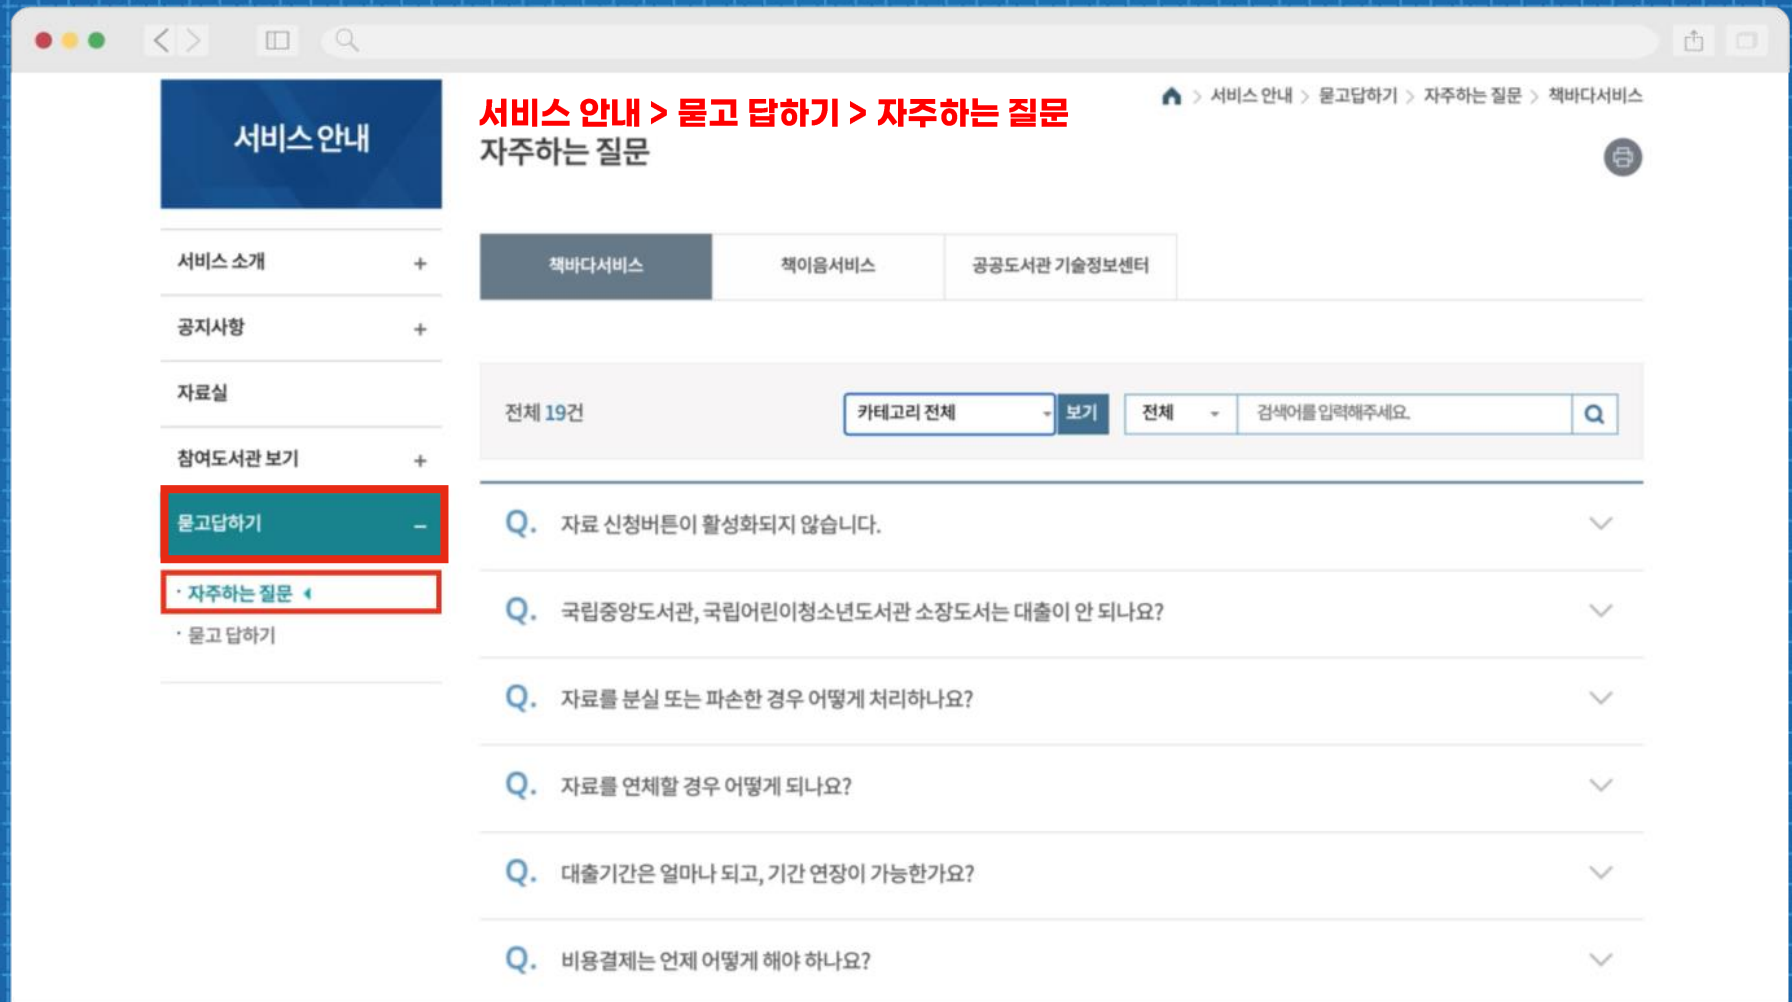 서비스 안내
서비스 안내 > 묻고 답하기 > 자주하는 질문
서비스 안내 > 묻고답하기 > 자주하는 질문 > 책바다서비스
자주하는 질문
서비스 소개 +
공지사항 +
자료실
참여도서관 보기 +
묻고답하기 –
· 자주하는 질문
· 묻고 답하기
책바다서비스 책이음서비스 공공도서관 기술정보센터
전체 19건 카테고리 전체 보기 전체 검색어를 입력해주세요.
Q. 자료 신청버튼이 활성화되지 않습니다.
Q. 국립중앙도서관, 국립어린이청소년도서관 소장도서는 대출이 안 되나요?
Q. 자료를 분실 또는 파손한 경우 어떻게 처리하나요?
Q. 자료를 연체할 경우 어떻게 되나요?
Q. 대출기간은 얼마나 되고, 기간 연장이 가능한가요?
Q. 비용결제는 언제 어떻게 해야 하나요?